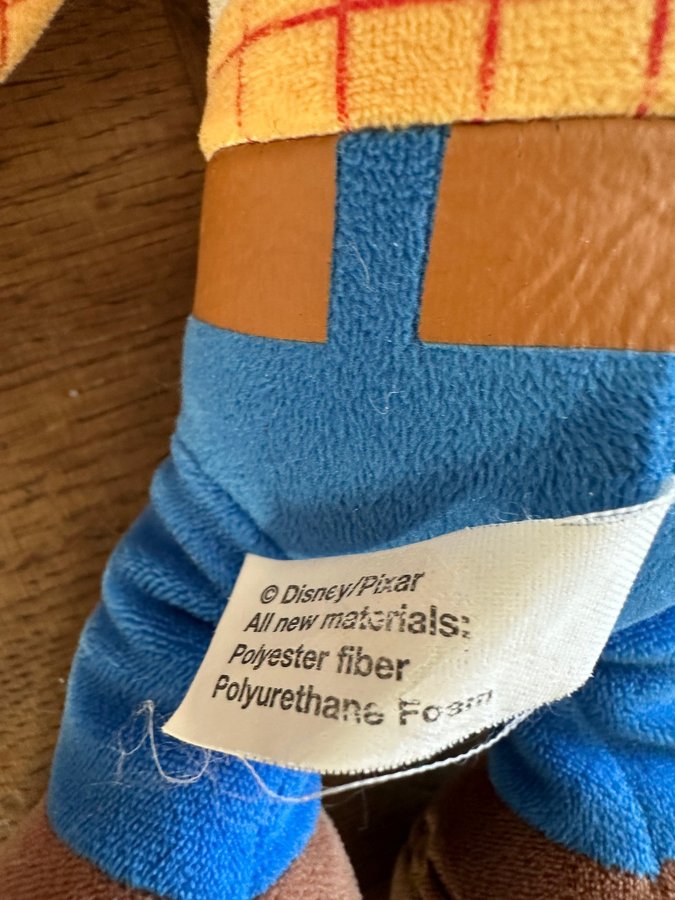 © Disney/Pixar
All new materials:
Polyester fiber
Polyurethane Foam